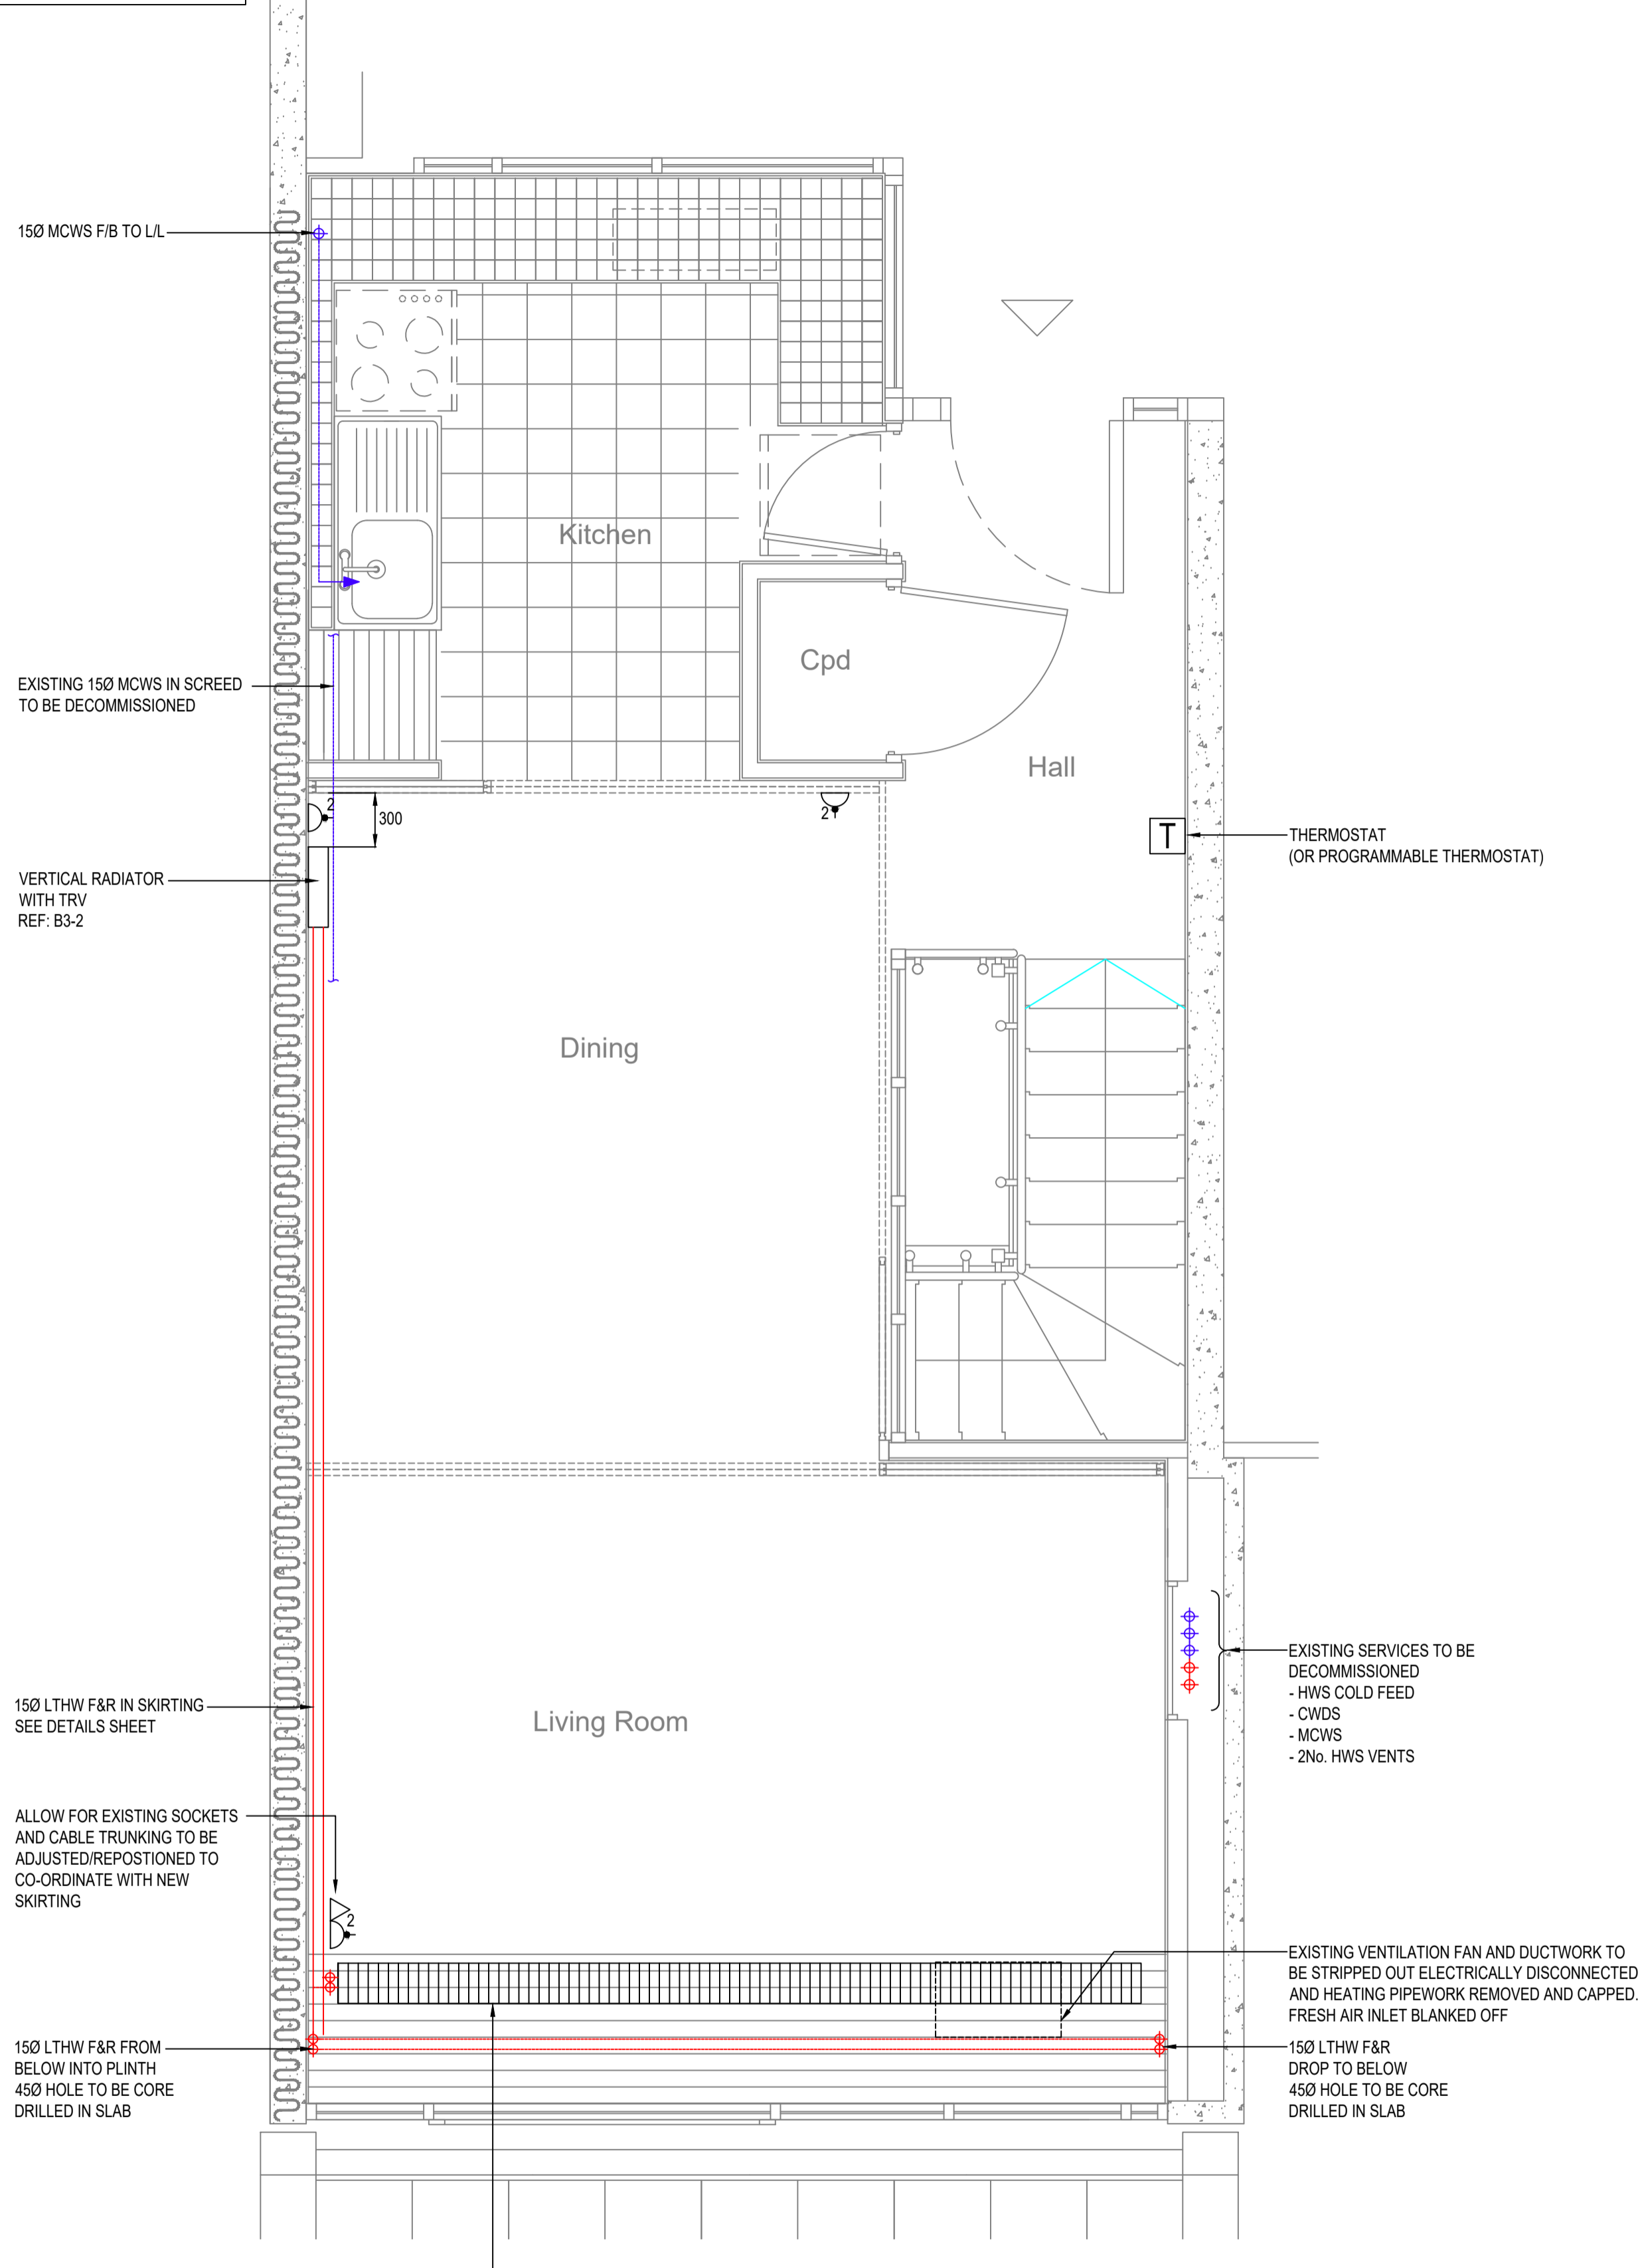 15Ø MCWS F/B TO L/L
Kitchen
EXISTING 15Ø MCWS IN SCREED
TO BE DECOMMISSIONED
Cpd
Hall
2
300
2
T
THERMOSTAT
(OR PROGRAMMABLE THERMOSTAT)
VERTICAL RADIATOR
WITH TRV
REF: B3-2
Dining
EXISTING SERVICES TO BE
DECOMMISSIONED
- HWS COLD FEED
- CWDS
- MCWS
- 2No. HWS VENTS
15Ø LTHW F&R IN SKIRTING
SEE DETAILS SHEET
Living Room
ALLOW FOR EXISTING SOCKETS
AND CABLE TRUNKING TO BE
ADJUSTED/REPOSTIONED TO
CO-ORDINATE WITH NEW
SKIRTING
2
EXISTING VENTILATION FAN AND DUCTWORK TO
BE STRIPPED OUT ELECTRICALLY DISCONNECTED
AND HEATING PIPEWORK REMOVED AND CAPPED.
FRESH AIR INLET BLANKED OFF
15Ø LTHW F&R FROM
BELOW INTO PLINTH
45Ø HOLE TO BE CORE
DRILLED IN SLAB
15Ø LTHW F&R
DROP TO BELOW
45Ø HOLE TO BE CORE
DRILLED IN SLAB